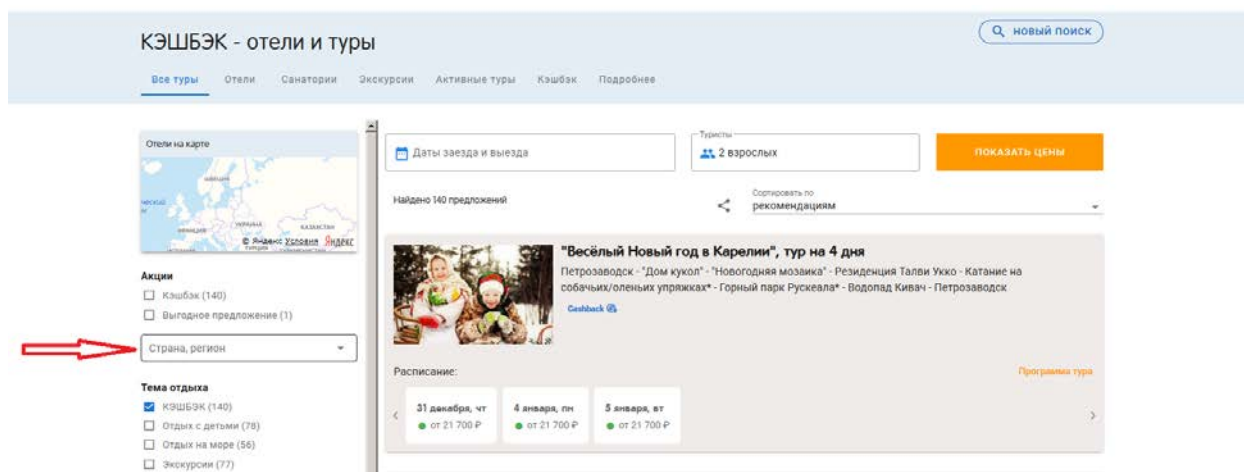 КЭШБЭК - отели и туры
НОВЫЙ ПОИСК
Все туры Отели Санатории Экскурсии Активные туры Кэшбэк Подробнее
Отели на карте
УКРАИНА
КАЗАХСТАН
© Яндекс Условия Яндекс
Акции
Кэшбэк (140)
Выгодное предложение (1)
Страна, регион
Тема отдыха
КЭШБЭК (140)
Отдых с детьми (78)
Отдых на море (56)
Экскурсии (77)
Даты заезда и выезда
Туристы
2 взрослых
ПОКАЗАТЬ ЦЕНЫ
Найдено 140 предложений
Сортировать по
рекомендациям
"Весёлый Новый год в Карелии", тур на 4 дня
Петрозаводск - "Дом кукол" - "Новогодняя мозаика" - Резиденция Талви Укко - Катание на
собачьих/оленьих упряжках* - Горный парк Рускеала* - Водопад Кивач - Петрозаводск
Cashback
Расписание:
Программа тура
31 декабря, чт 4 января, пн 5 января, вт
от 21 700 ₽ от 21 700 ₽ от 21 700 ₽